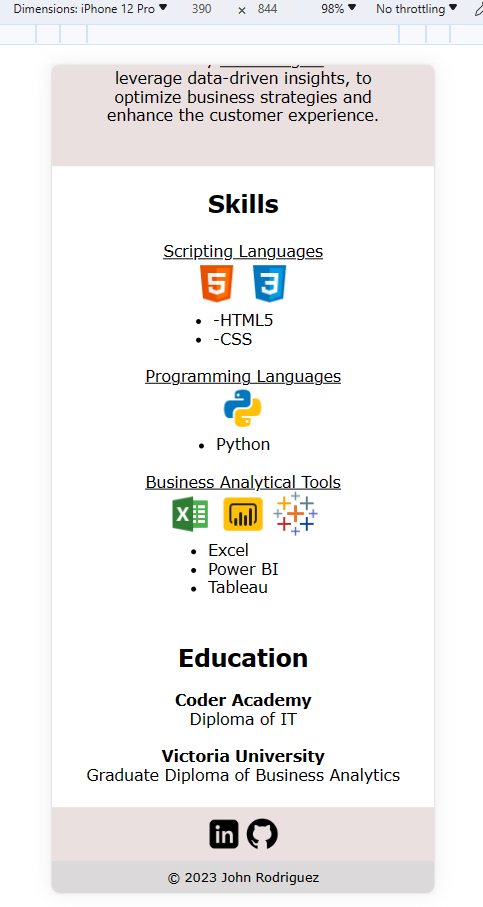 Dimensions: iPhone 12 Pro ▼ 390 × 844 98% ▼ No throttling ▼
leverage data-driven insights, to
optimize business strategies and
enhance the customer experience.
Skills
Scripting Languages
5 3
• -HTML5
• -CSS
Programming Languages
• Python
Business Analytical Tools
X
• Excel
• Power BI
• Tableau
Education
Coder Academy
Diploma of IT
Victoria University
Graduate Diploma of Business Analytics
in
© 2023 John Rodriguez